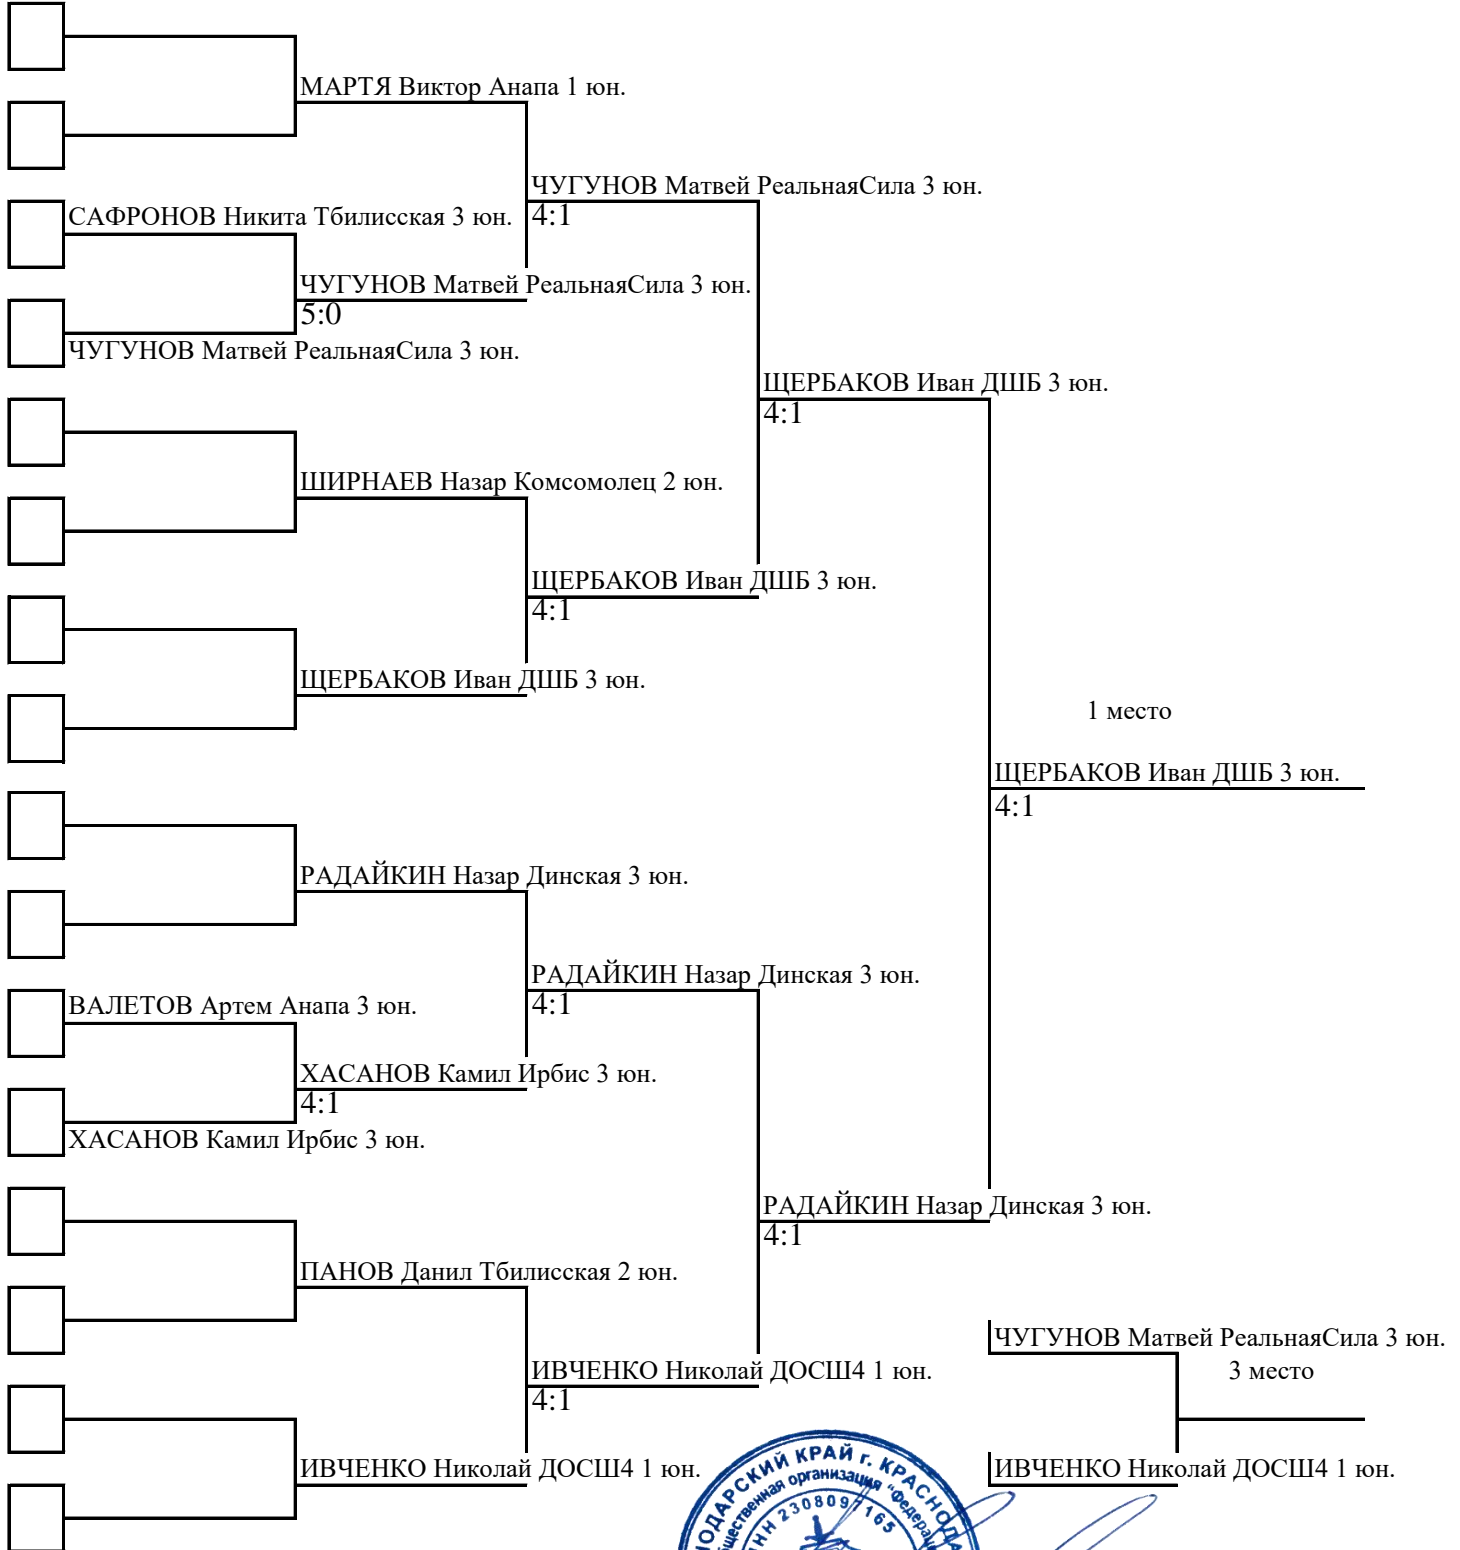 МАРТЯ Виктор Анапа 1 юн.
ЧУГУНОВ Матвей РеальнаяСила 3 юн.
4:1
САФРОНОВ Никита Тбилисская 3 юн.
ЧУГУНОВ Матвей РеальнаяСила 3 юн.
5:0
ЧУГУНОВ Матвей РеальнаяСила 3 юн.
ЩЕРБАКОВ Иван ДШБ 3 юн.
4:1
ШИРНАЕВ Назар Комсомолец 2 юн.
ЩЕРБАКОВ Иван ДШБ 3 юн.
4:1
ЩЕРБАКОВ Иван ДШБ 3 юн.
1 место
ЩЕРБАКОВ Иван ДШБ 3 юн.
4:1
РАДАЙКИН Назар Динская 3 юн.
РАДАЙКИН Назар Динская 3 юн.
4:1
ВАЛЕТОВ Артем Анапа 3 юн.
ХАСАНОВ Камил Ирбис 3 юн.
4:1
ХАСАНОВ Камил Ирбис 3 юн.
РАДАЙКИН Назар Динская 3 юн.
4:1
ПАНОВ Данил Тбилисская 2 юн.
ЧУГУНОВ Матвей РеальнаяСила 3 юн.
3 место
ИВЧЕНКО Николай ДОСШ4 1 юн.
4:1
ИВЧЕНКО Николай ДОСШ4 1 юн.
ИВЧЕНКО Николай ДОСШ4 1 юн.
КРАЙ г.
организация
ИНН 2308097165